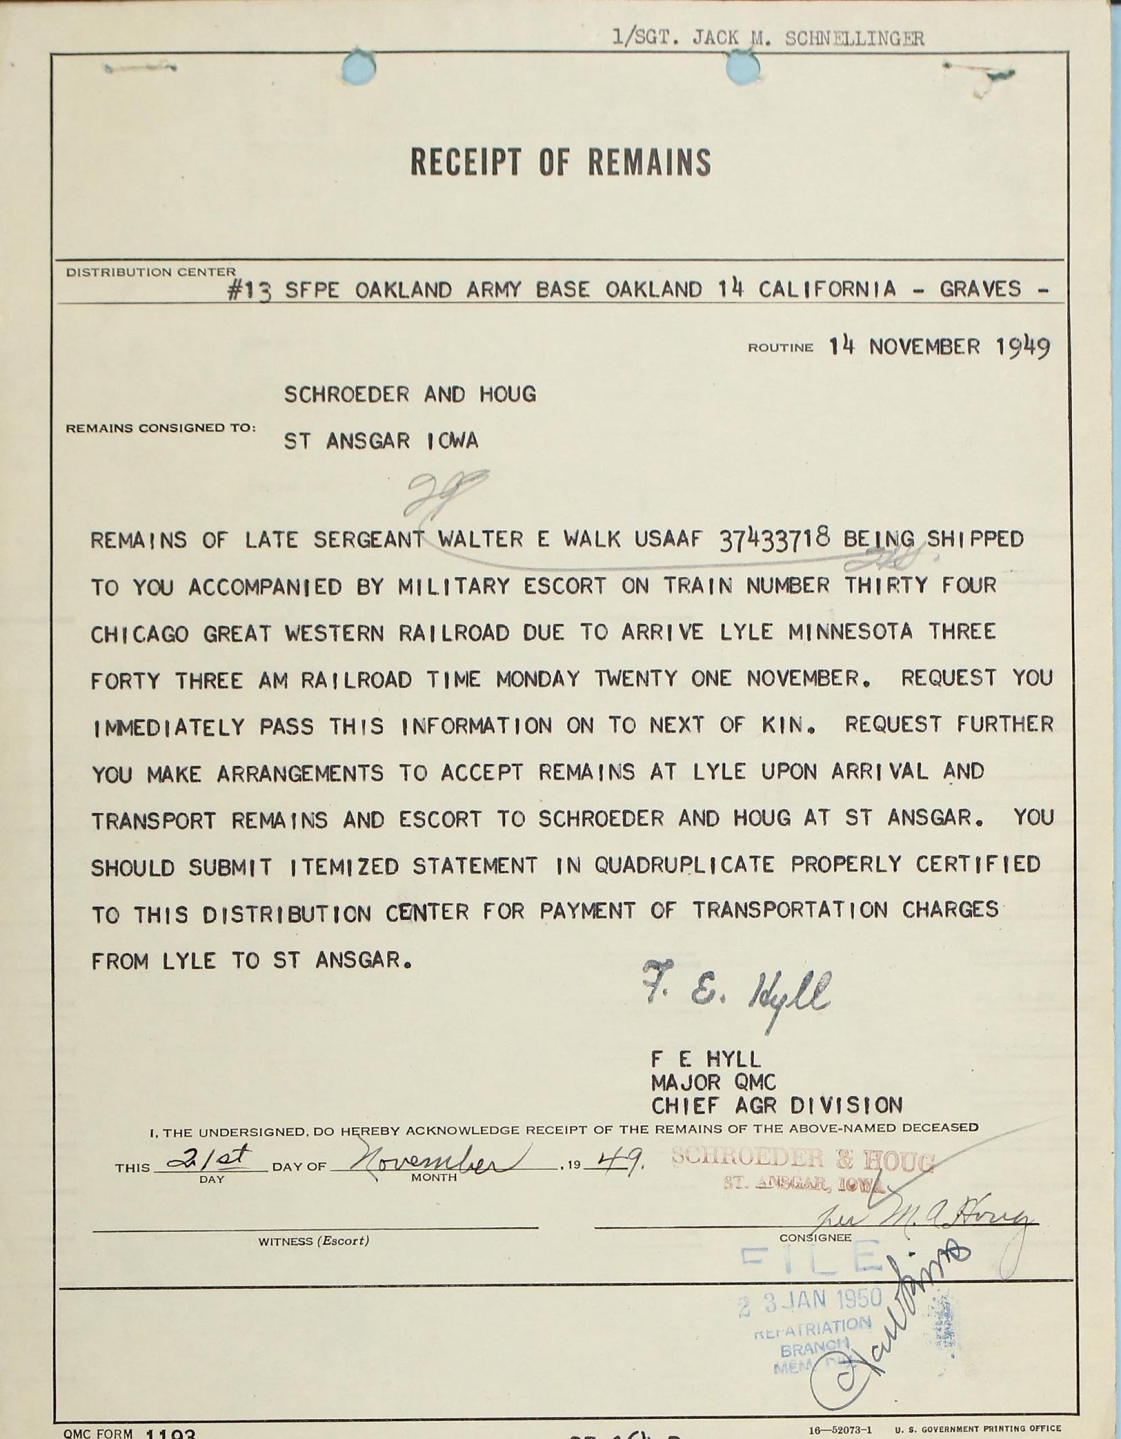 1/SGT. JACK M. SCHNELLINGER
RECEIPT OF REMAINS
DISTRIBUTION CENTER
#13 SFPE OAKLAND ARMY BASE OAKLAND 14 CALIFORNIA - GRAVES -
ROUTINE 14 NOVEMBER 1949
SCHROEDER AND HOUG
REMAINS CONSIGNED TO:
ST ANSGAR IOWA
REMAINS OF LATE SERGEANT WALTER E WALK USAAF 37433718 BEING SHIPPED
TO YOU ACCOMPANIED BY MILITARY ESCORT ON TRAIN NUMBER THIRTY FOUR
CHICAGO GREAT WESTERN RAILROAD DUE TO ARRIVE LYLE MINNESOTA THREE
FORTY THREE AM RAILROAD TIME MONDAY TWENTY ONE NOVEMBER. REQUEST YOU
IMMEDIATELY PASS THIS INFORMATION ON TO NEXT OF KIN. REQUEST FURTHER
YOU MAKE ARRANGEMENTS TO ACCEPT REMAINS AT LYLE UPON ARRIVAL AND
TRANSPORT REMAINS AND ESCORT TO SCHROEDER AND HOUG AT ST ANSGAR. YOU
SHOULD SUBMIT ITEMIZED STATEMENT IN QUADRUPLICATE PROPERLY CERTIFIED
TO THIS DISTRIBUTION CENTER FOR PAYMENT OF TRANSPORTATION CHARGES
FROM LYLE TO ST ANSGAR.
F. E. Hyll
F E HYLL
MAJOR QMC
CHIEF AGR DIVISION
I, THE UNDERSIGNED, DO HEREBY ACKNOWLEDGE RECEIPT OF THE REMAINS OF THE ABOVE-NAMED DECEASED
THIS 21st DAY OF November, 19 49.
DAY MONTH
SCHROEDER & HOUG
ST. ANSGAR, IOWA
per M. A Houg
WITNESS (Escort)
CONSIGNEE
FILE
23 JAN 1950
REPATRIATION
BRANCH
MEM.
QMC FORM 1193
16—52073-1 U. S. GOVERNMENT PRINTING OFFICE